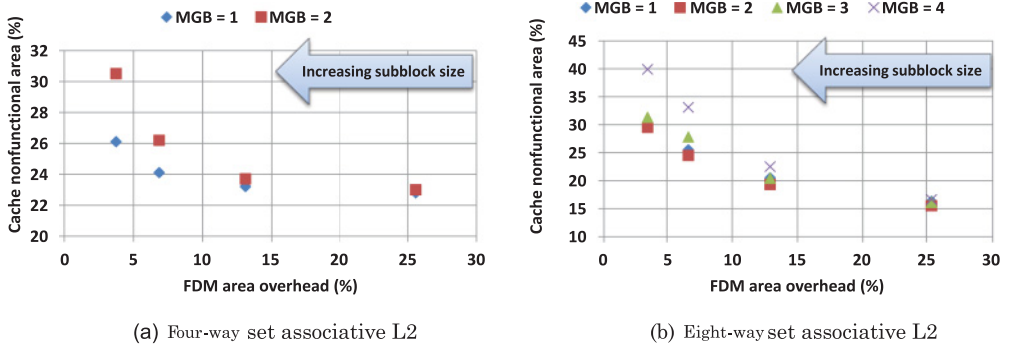 MGB = 1 MGB = 2
Cache nonfunctional area (%)
32
30
28
26
24
22
20
Increasing subblock size
0 5 10 15 20 25 30
FDM area overhead (%)
(a) Four-way set associative L2
MGB = 1 MGB = 2 MGB = 3 MGB = 4
Cache nonfunctional area (%)
45
40
35
30
25
20
15
10
Increasing subblock size
0 5 10 15 20 25 30
FDM area overhead (%)
(b) Eight-way set associative L2